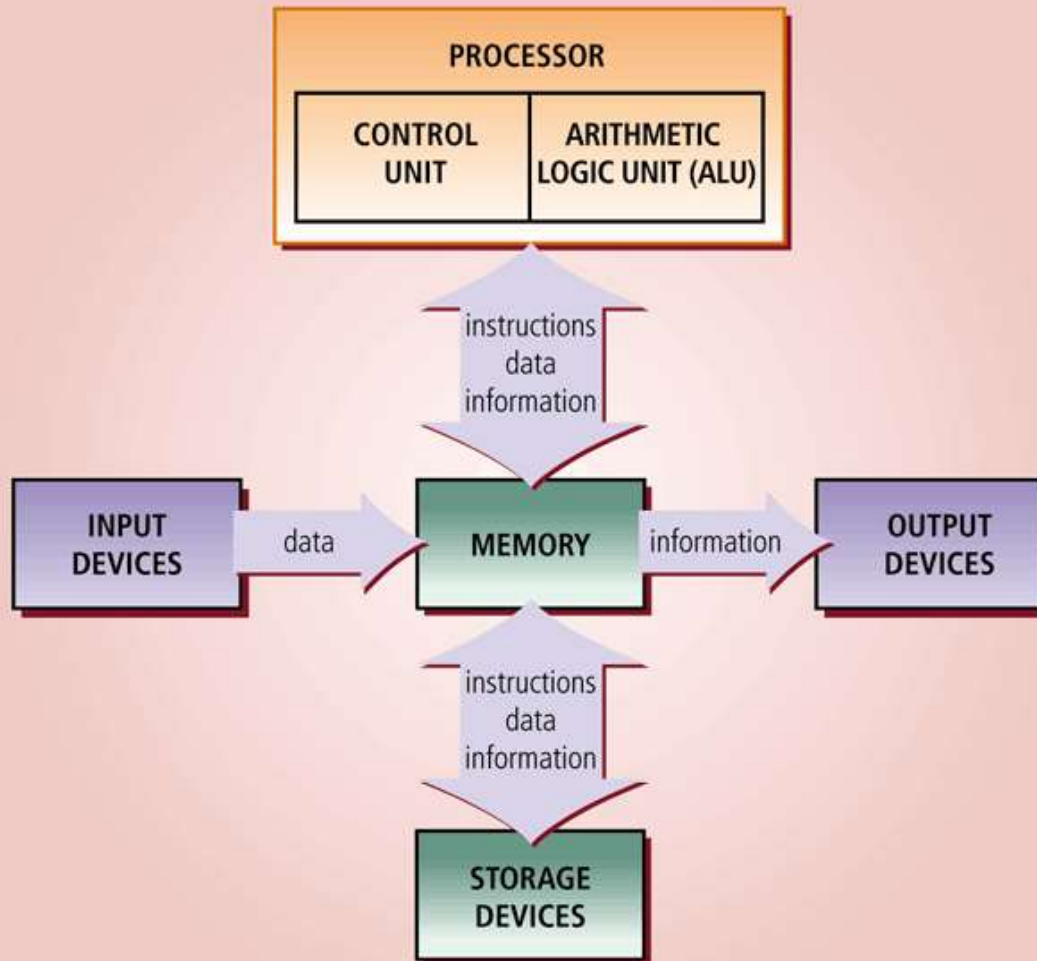 PROCESSOR
CONTROL
UNIT
ARITHMETIC
LOGIC UNIT (ALU)
instructions
data
information
INPUT
DEVICES
data
MEMORY
information
OUTPUT
DEVICES
instructions
data
information
STORAGE
DEVICES